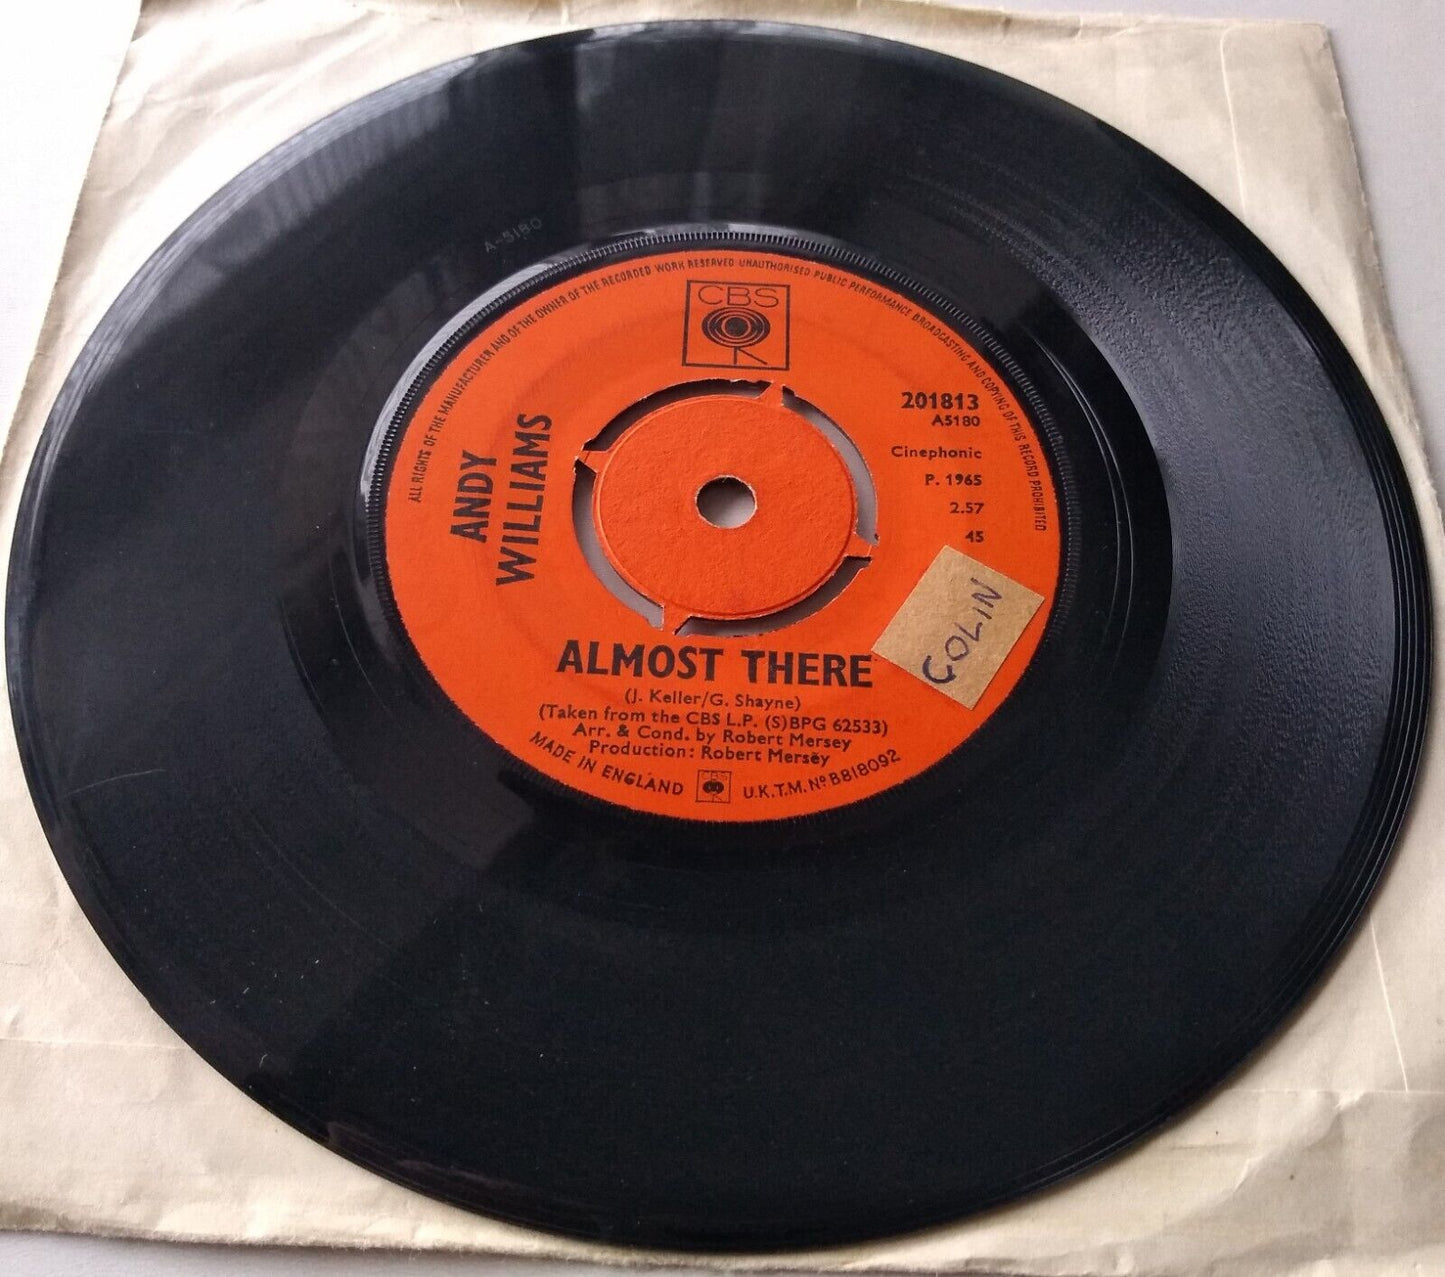 ALL RIGHTS OF THE MANUFACTURER AND OF THE OWNER OF THE RECORDED WORK RESERVED UNAUTHORISED PUBLIC PERFORMANCE BROADCASTING AND COPYING OF THIS RECORD PROHIBITED
A-5180
CBS
201813
A5180
Cinephonic
P. 1965
2.57
45
ANDY
WILLIAMS
COLIN
ALMOST THERE
(J. Keller/G. Shayne)
(Taken from the CBS L.P. (S)BPG 62533)
Arr. & Cond. by Robert Mersey
Production: Robert Mersey
MADE IN ENGLAND CBS U.K.T.M. Nº B818092